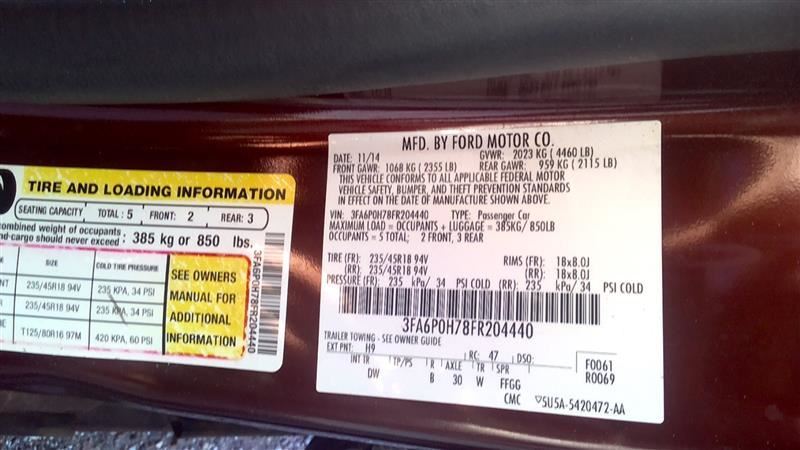 TIRE AND LOADING INFORMATION
SEATING CAPACITY TOTAL : 5 FRONT: 2 REAR: 3
combined weight of occupants
and cargo should never exceed : 385 kg or 850 lbs.
SIZE COLD TIRE PRESSURE
235/45R18 94V 235 KPA, 34 PSI
235/45R18 94V 235 KPA, 34 PSI
T125/80R16 97M 420 KPA, 60 PSI
SEE OWNERS
MANUAL FOR
ADDITIONAL
INFORMATION
3FA6P0H78FR204440
MFD. BY FORD MOTOR CO.
DATE: 11/14 GVWR: 2023 KG ( 4460 LB)
FRONT GAWR: 1068 KG ( 2355 LB) REAR GAWR: 959 KG ( 2115 LB)
THIS VEHICLE CONFORMS TO ALL APPLICABLE FEDERAL MOTOR
VEHICLE SAFETY, BUMPER, AND THEFT PREVENTION STANDARDS
IN EFFECT ON THE DATE OF MANUFACTURE SHOWN ABOVE.
VIN: 3FA6P0H78FR204440 TYPE: Passenger Car
MAXIMUM LOAD = OCCUPANTS + LUGGAGE = 385KG/ 850LB
OCCUPANTS = 5 TOTAL; 2 FRONT, 3 REAR
TIRE (FR): 235/45R18 94V RIMS (FR): 18x8.0J
(RR): 235/45R18 94V (RR): 18x8.0J
PRESSURE (FR): 235 kPa/ 34 PSI COLD (RR): 235 kPa/ 34 PSI COLD
3FA6P0H78FR204440
TRAILER TOWING - SEE OWNER GUIDE
EXT PNT: H9 RC: 47 DSO:
INT TR TP/PS R AXLE TR SPR
DW B 30 W FFGG
F0061
R0069
CMC ▽5U5A-5420472-AA